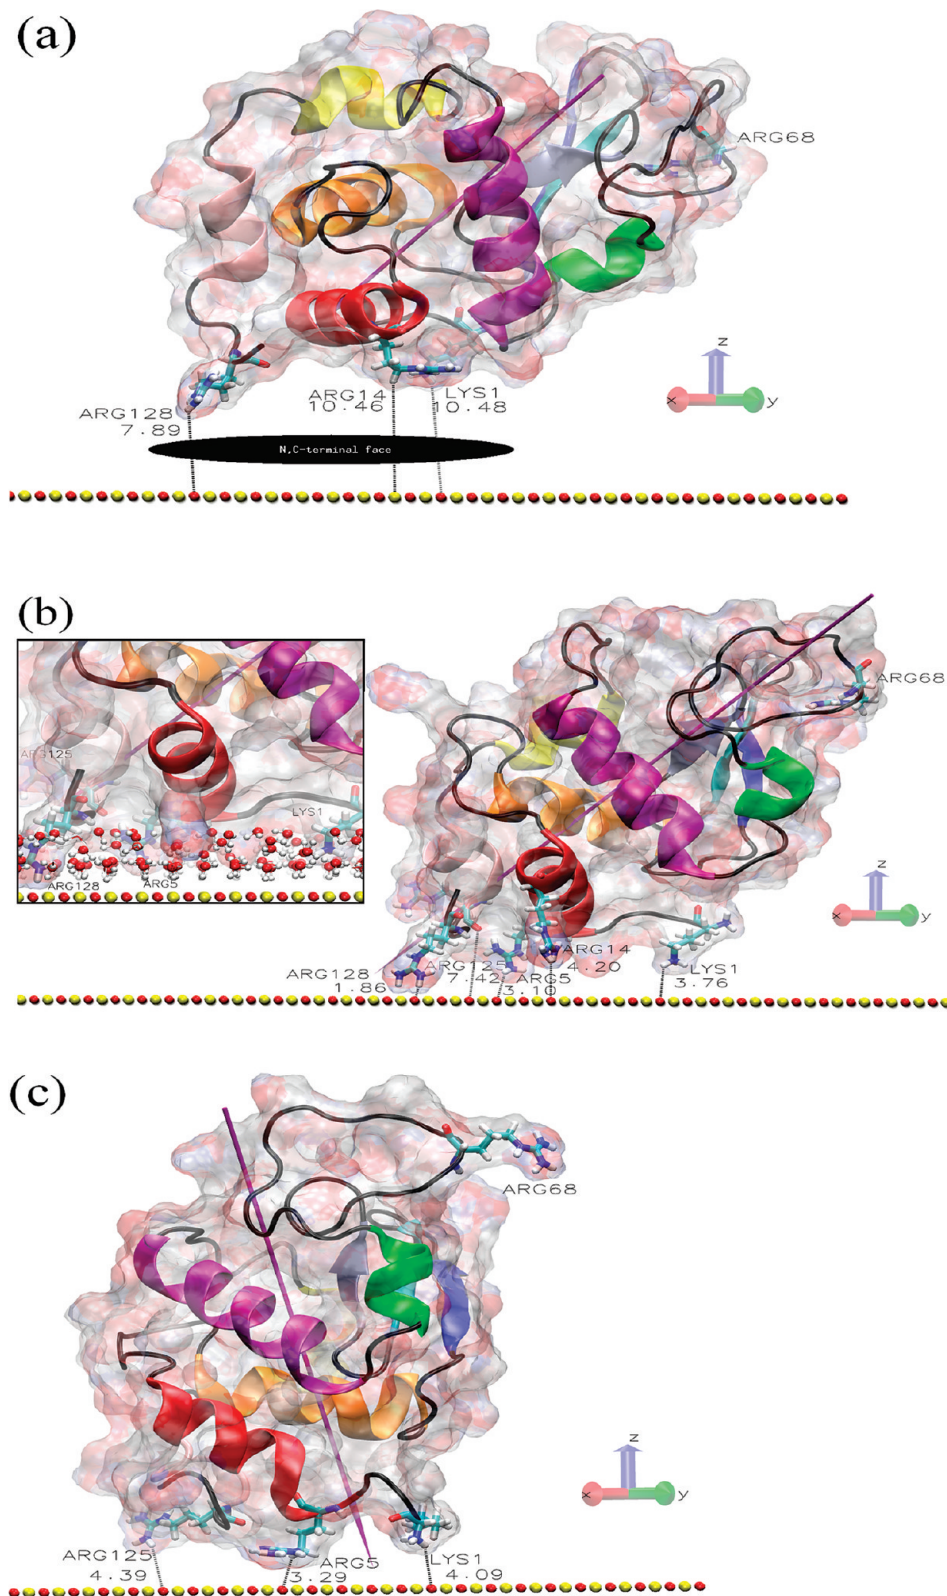 (a)
ARG68
z
x
y
ARG14
10.46
LYS1
10.48
ARG128
7.89
N,C-terminal face
(b)
ARG125
LYS1
ARG128
ARG5
ARG68
z
x
y
ARG14
4.20
ARG128
1.86
ARG125
7.42
ARG5
3.10
LYS1
3.76
(c)
ARG68
z
x
y
ARG125
4.39
ARG5
3.29
LYS1
4.09